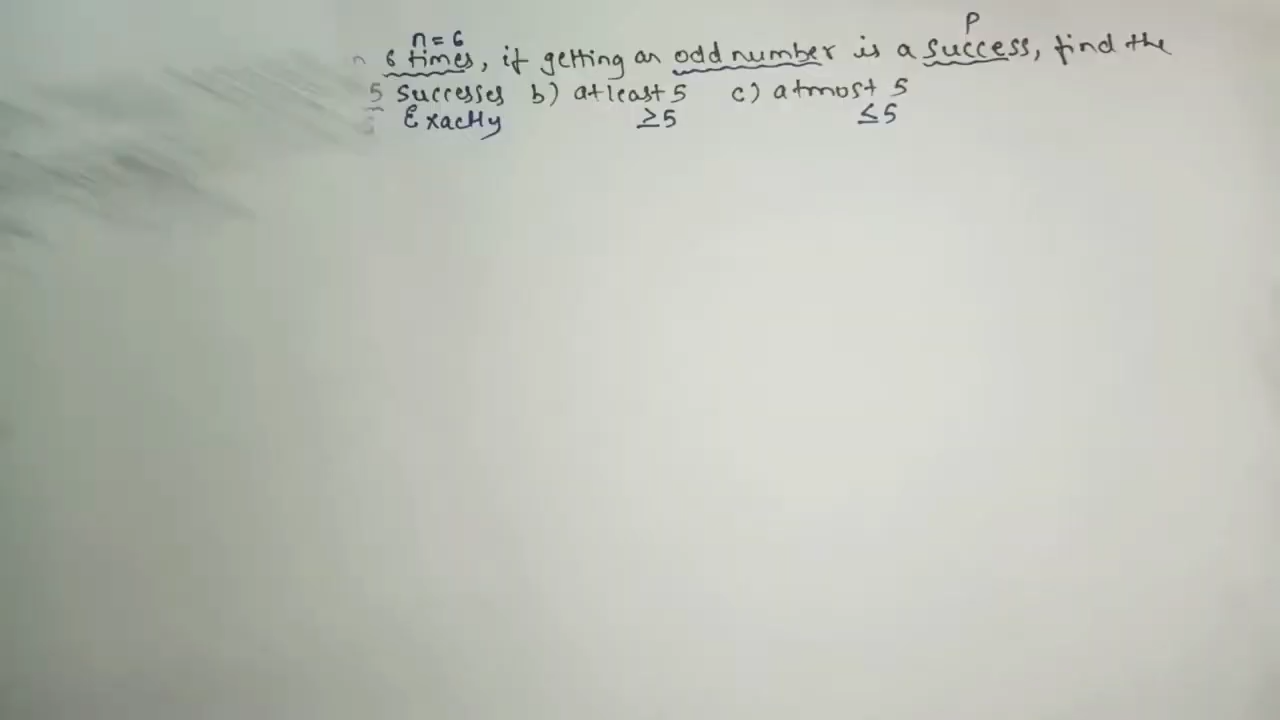 n = 6 P
6 times, if getting an odd number is a success, find the
5 successes b) atleast 5 c) atmost 5
Exactly ≥5 ≤5